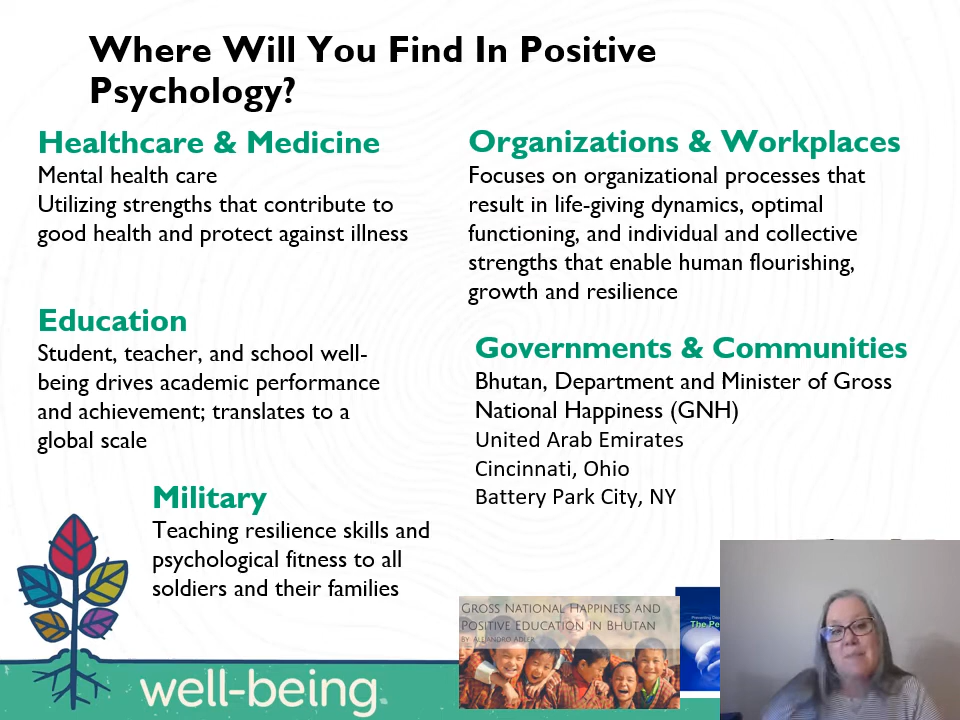 Where Will You Find In Positive
Psychology?
Healthcare & Medicine
Mental health care
Utilizing strengths that contribute to
good health and protect against illness
Education
Student, teacher, and school well-
being drives academic performance
and achievement; translates to a
global scale
Military
Teaching resilience skills and
psychological fitness to all
soldiers and their families
Organizations & Workplaces
Focuses on organizational processes that
result in life-giving dynamics, optimal
functioning, and individual and collective
strengths that enable human flourishing,
growth and resilience
Governments & Communities
Bhutan, Department and Minister of Gross
National Happiness (GNH)
United Arab Emirates
Cincinnati, Ohio
Battery Park City, NY
Gross National Happiness and
Positive Education in Bhutan
by: Alejandro Adler
The Pe
well-being